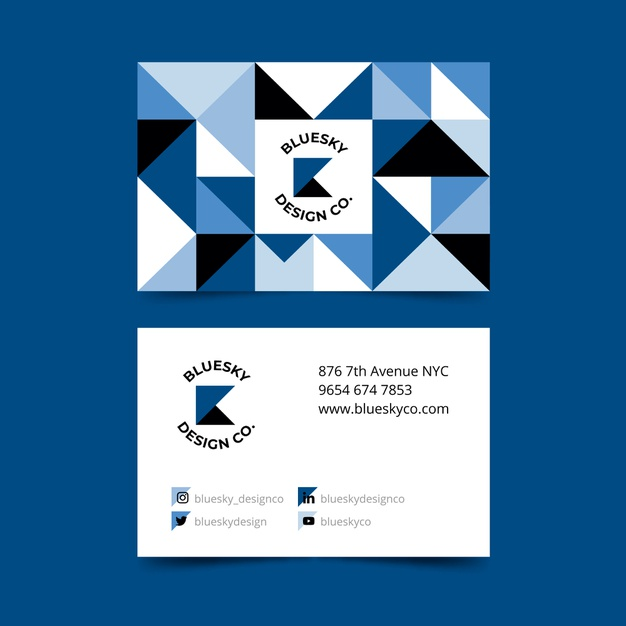 BLUESKY
DESIGN CO.
BLUESKY
DESIGN CO.
876 7th Avenue NYC
9654 674 7853
www.blueskyco.com
bluesky_designco
blueskydesignco
blueskydesign
blueskyco